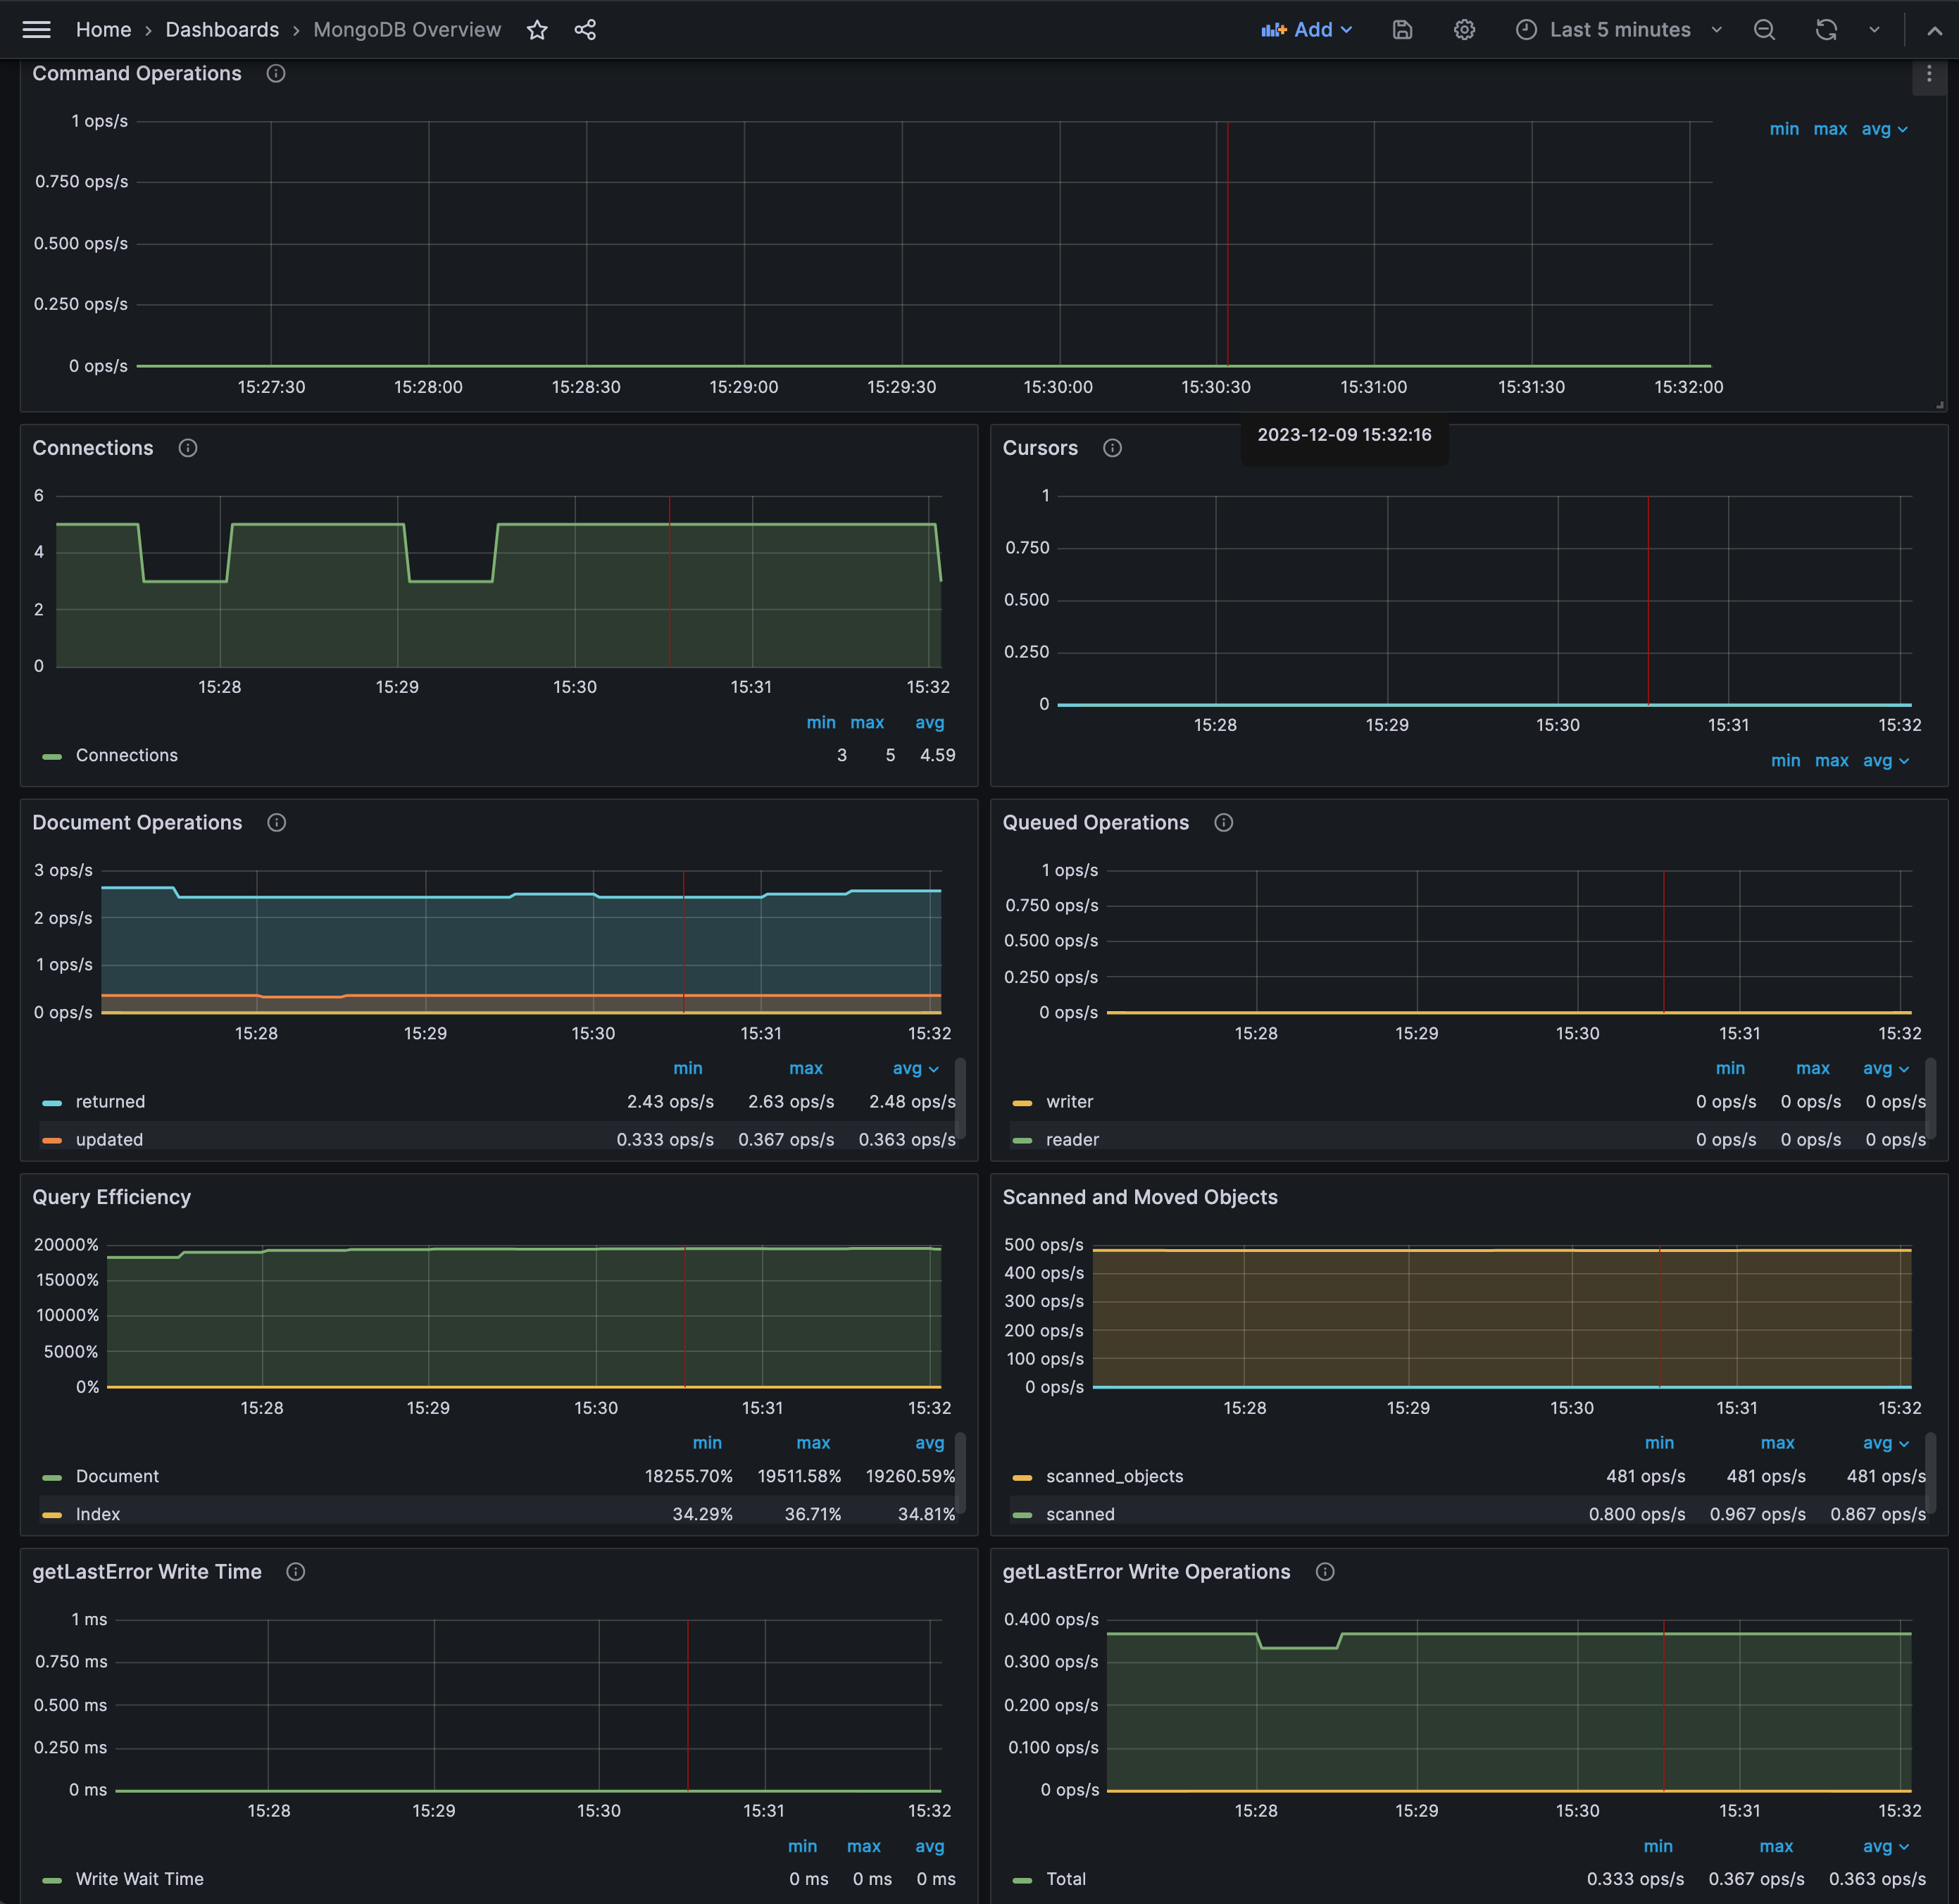 Home › Dashboards › MongoDB Overview Add Last 5 minutes
Command Operations
1 ops/s
0.750 ops/s
0.500 ops/s
0.250 ops/s
0 ops/s
15:27:30 15:28:00 15:28:30 15:29:00 15:29:30 15:30:00 15:30:30 15:31:00 15:31:30 15:32:00
min max avg
2023-12-09 15:32:16
Connections
6
4
2
0
15:28 15:29 15:30 15:31 15:32
min max avg
Connections 3 5 4.59
Cursors
1
0.750
0.500
0.250
0
15:28 15:29 15:30 15:31 15:32
min max avg
Document Operations
3 ops/s
2 ops/s
1 ops/s
0 ops/s
15:28 15:29 15:30 15:31 15:32
min max avg
returned 2.43 ops/s 2.63 ops/s 2.48 ops/s
updated 0.333 ops/s 0.367 ops/s 0.363 ops/s
Queued Operations
1 ops/s
0.750 ops/s
0.500 ops/s
0.250 ops/s
0 ops/s
15:28 15:29 15:30 15:31 15:32
min max avg
writer 0 ops/s 0 ops/s 0 ops/s
reader 0 ops/s 0 ops/s 0 ops/s
Query Efficiency
20000%
15000%
10000%
5000%
0%
15:28 15:29 15:30 15:31 15:32
min max avg
Document 18255.70% 19511.58% 19260.59%
Index 34.29% 36.71% 34.81%
Scanned and Moved Objects
500 ops/s
400 ops/s
300 ops/s
200 ops/s
100 ops/s
0 ops/s
15:28 15:29 15:30 15:31 15:32
min max avg
scanned_objects 481 ops/s 481 ops/s 481 ops/s
scanned 0.800 ops/s 0.967 ops/s 0.867 ops/s
getLastError Write Time
1 ms
0.750 ms
0.500 ms
0.250 ms
0 ms
15:28 15:29 15:30 15:31 15:32
min max avg
Write Wait Time 0 ms 0 ms 0 ms
getLastError Write Operations
0.400 ops/s
0.300 ops/s
0.200 ops/s
0.100 ops/s
0 ops/s
15:28 15:29 15:30 15:31 15:32
min max avg
Total 0.333 ops/s 0.367 ops/s 0.363 ops/s